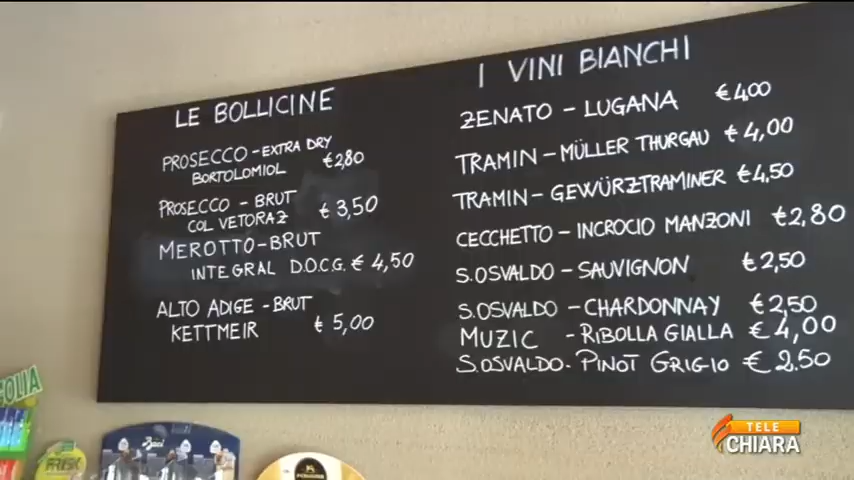 LE BOLLICINE
PROSECCO - EXTRA DRY
BORTOLOMIOL €2,80
PROSECCO - BRUT
COL VETORAZ € 3,50
MEROTTO - BRUT
INTEGRAL D.O.C.G. € 4,50
ALTO ADIGE - BRUT
KETTMEIR € 5,00
I VINI BIANCHI
ZENATO - LUGANA €4,00
TRAMIN - MÜLLER THURGAU €4,00
TRAMIN - GEWÜRZTRAMINER €4,50
CECCHETTO - INCROCIO MANZONI €2,80
S.OSVALDO - SAUVIGNON €2,50
S.OSVALDO - CHARDONNAY €2,50
MUZIC - RIBOLLA GIALLA €4,00
S.OSVALDO - PINOT GRIGIO €2.50
Baci
TELE
CHIARA